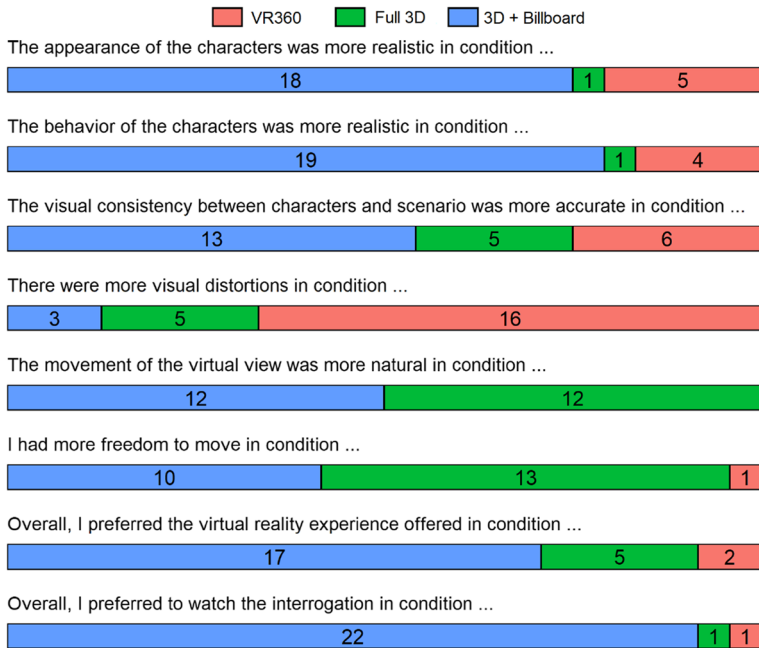 VR360 Full 3D 3D + Billboard
The appearance of the characters was more realistic in condition ...
18 1 5
The behavior of the characters was more realistic in condition ...
19 1 4
The visual consistency between characters and scenario was more accurate in condition ...
13 5 6
There were more visual distortions in condition ...
3 5 16
The movement of the virtual view was more natural in condition ...
12 12
I had more freedom to move in condition ...
10 13 1
Overall, I preferred the virtual reality experience offered in condition ...
17 5 2
Overall, I preferred to watch the interrogation in condition ...
22 1 1